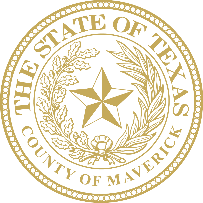 THE STATE OF TEXAS
COUNTY OF MAVERICK